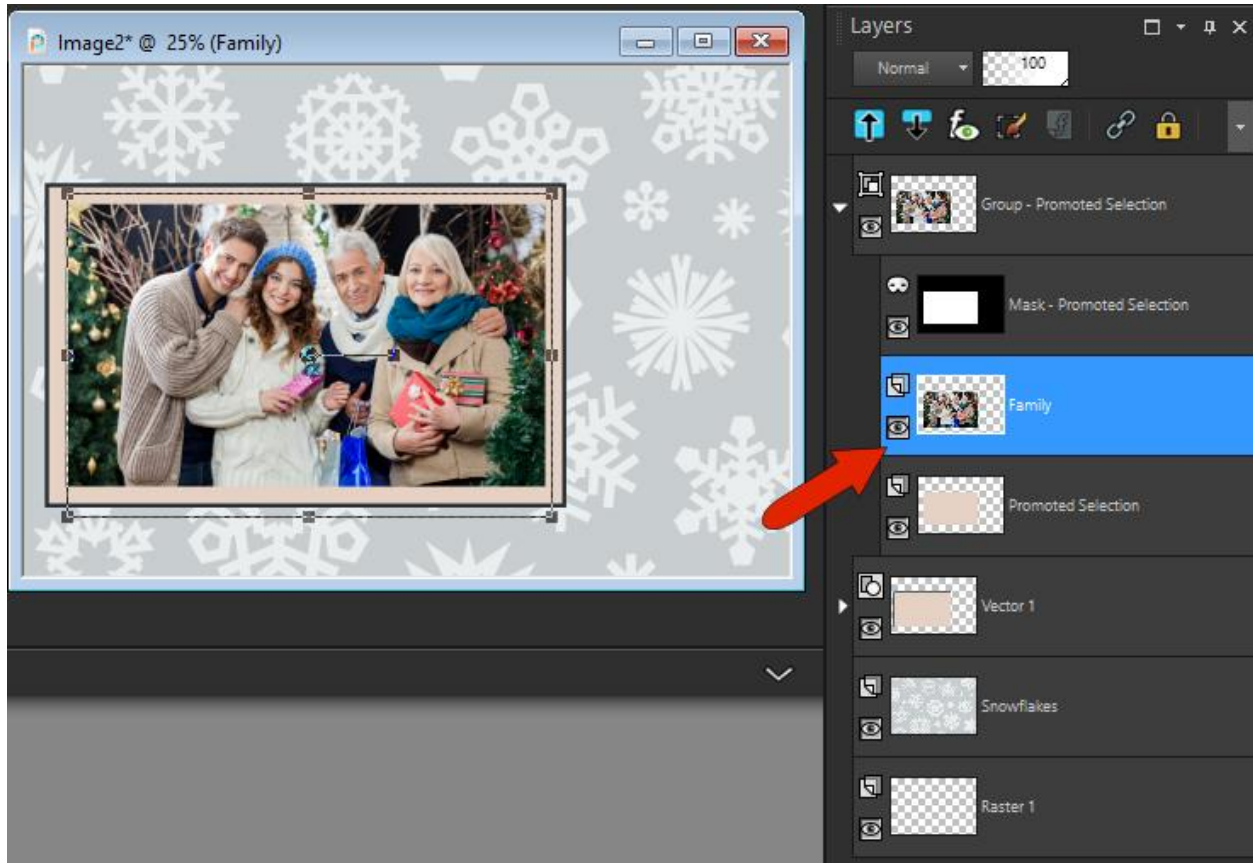 Image2* @ 25% (Family)
Layers
Normal
100
Group - Promoted Selection
Mask - Promoted Selection
Family
Promoted Selection
Vector 1
Snowflakes
Raster 1